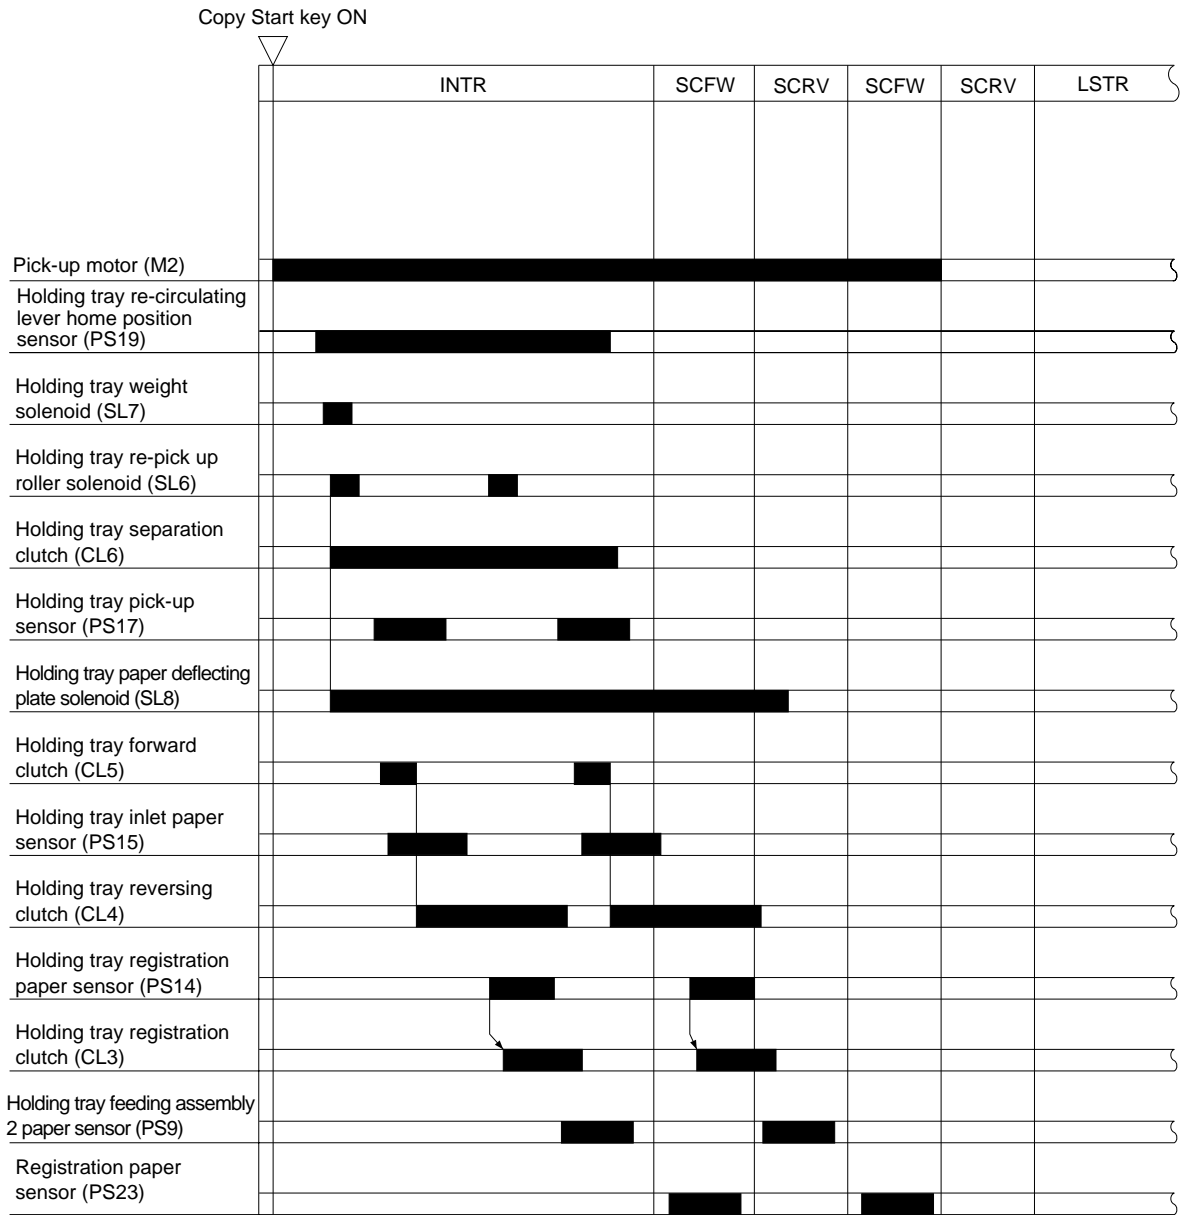 Copy Start key ON
INTR SCFW SCRV SCFW SCRV LSTR
Pick-up motor (M2)
Holding tray re-circulating
lever home position
sensor (PS19)
Holding tray weight
solenoid (SL7)
Holding tray re-pick up
roller solenoid (SL6)
Holding tray separation
clutch (CL6)
Holding tray pick-up
sensor (PS17)
Holding tray paper deflecting
plate solenoid (SL8)
Holding tray forward
clutch (CL5)
Holding tray inlet paper
sensor (PS15)
Holding tray reversing
clutch (CL4)
Holding tray registration
paper sensor (PS14)
Holding tray registration
clutch (CL3)
Holding tray feeding assembly
2 paper sensor (PS9)
Registration paper
sensor (PS23)